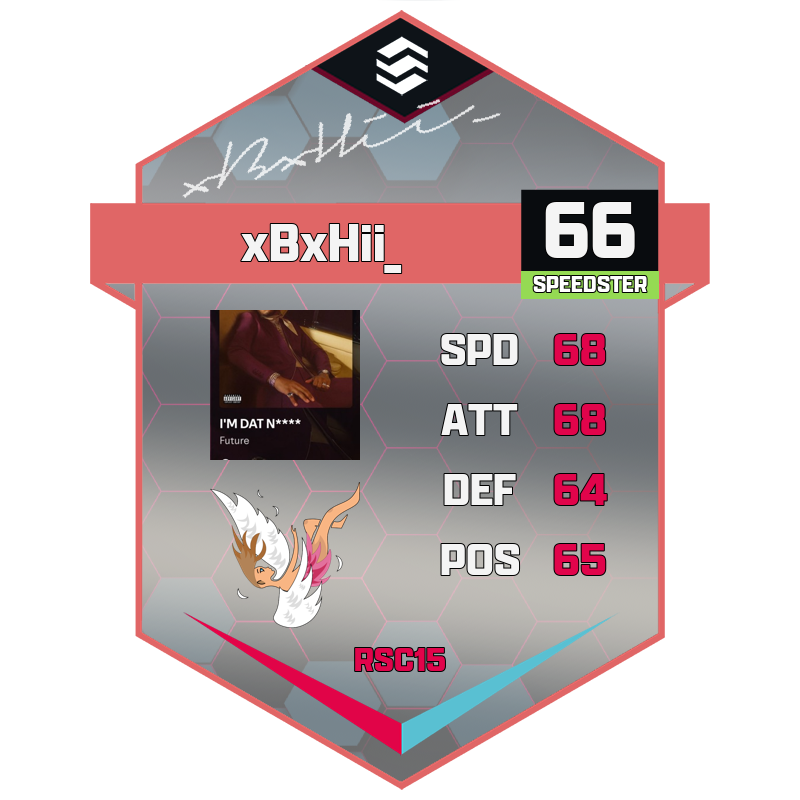 xBxHii_
xBxHii_
66
SPEEDSTER
SPD 68
ATT 68
I'M DAT N****
Future
DEF 64
POS 65
RSC15